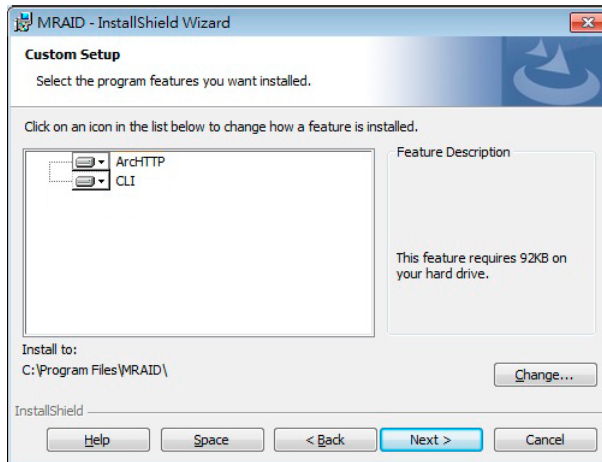 MRAID - InstallShield Wizard
Custom Setup
Select the program features you want installed.
Click on an icon in the list below to change how a feature is installed.
ArcHTTP
CLI
Feature Description
This feature requires 92KB on
your hard drive.
Install to:
C:\Program Files\MRAID\
Change...
InstallShield
Help
Space
< Back
Next >
Cancel